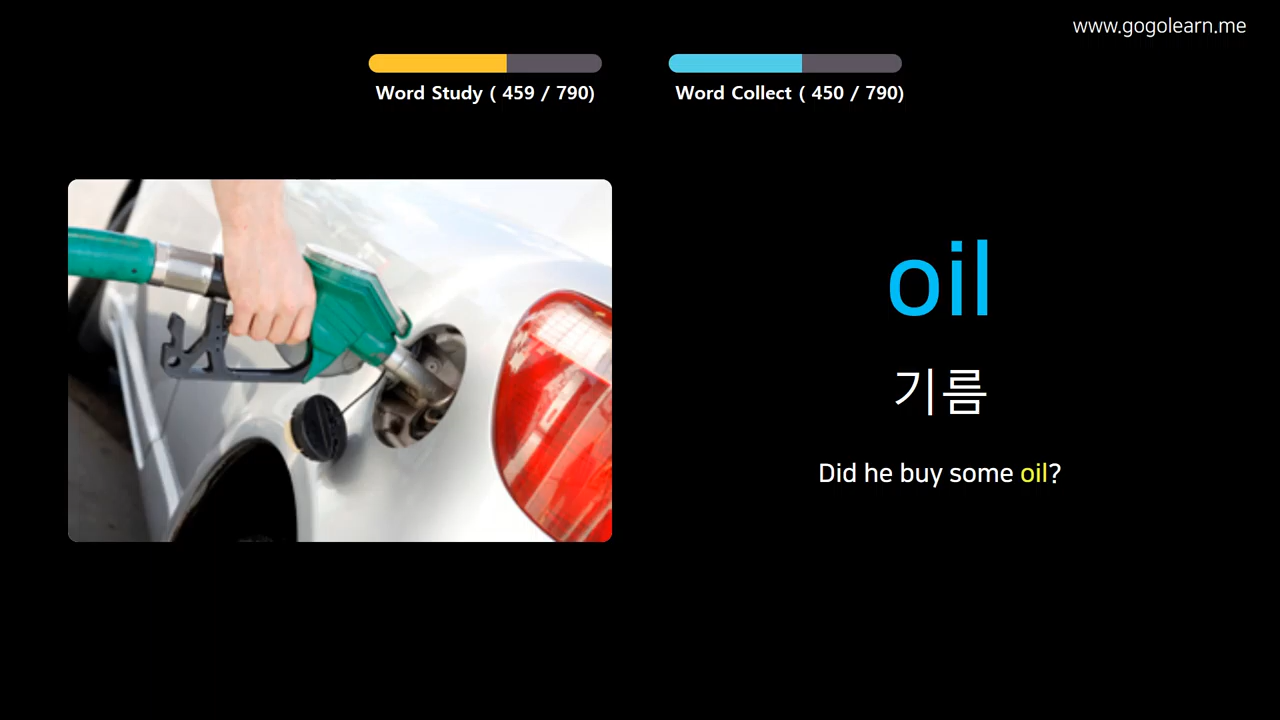 www.gogolearn.me
Word Study ( 459 / 790)
Word Collect ( 450 / 790)
oil
기름
Did he buy some oil?